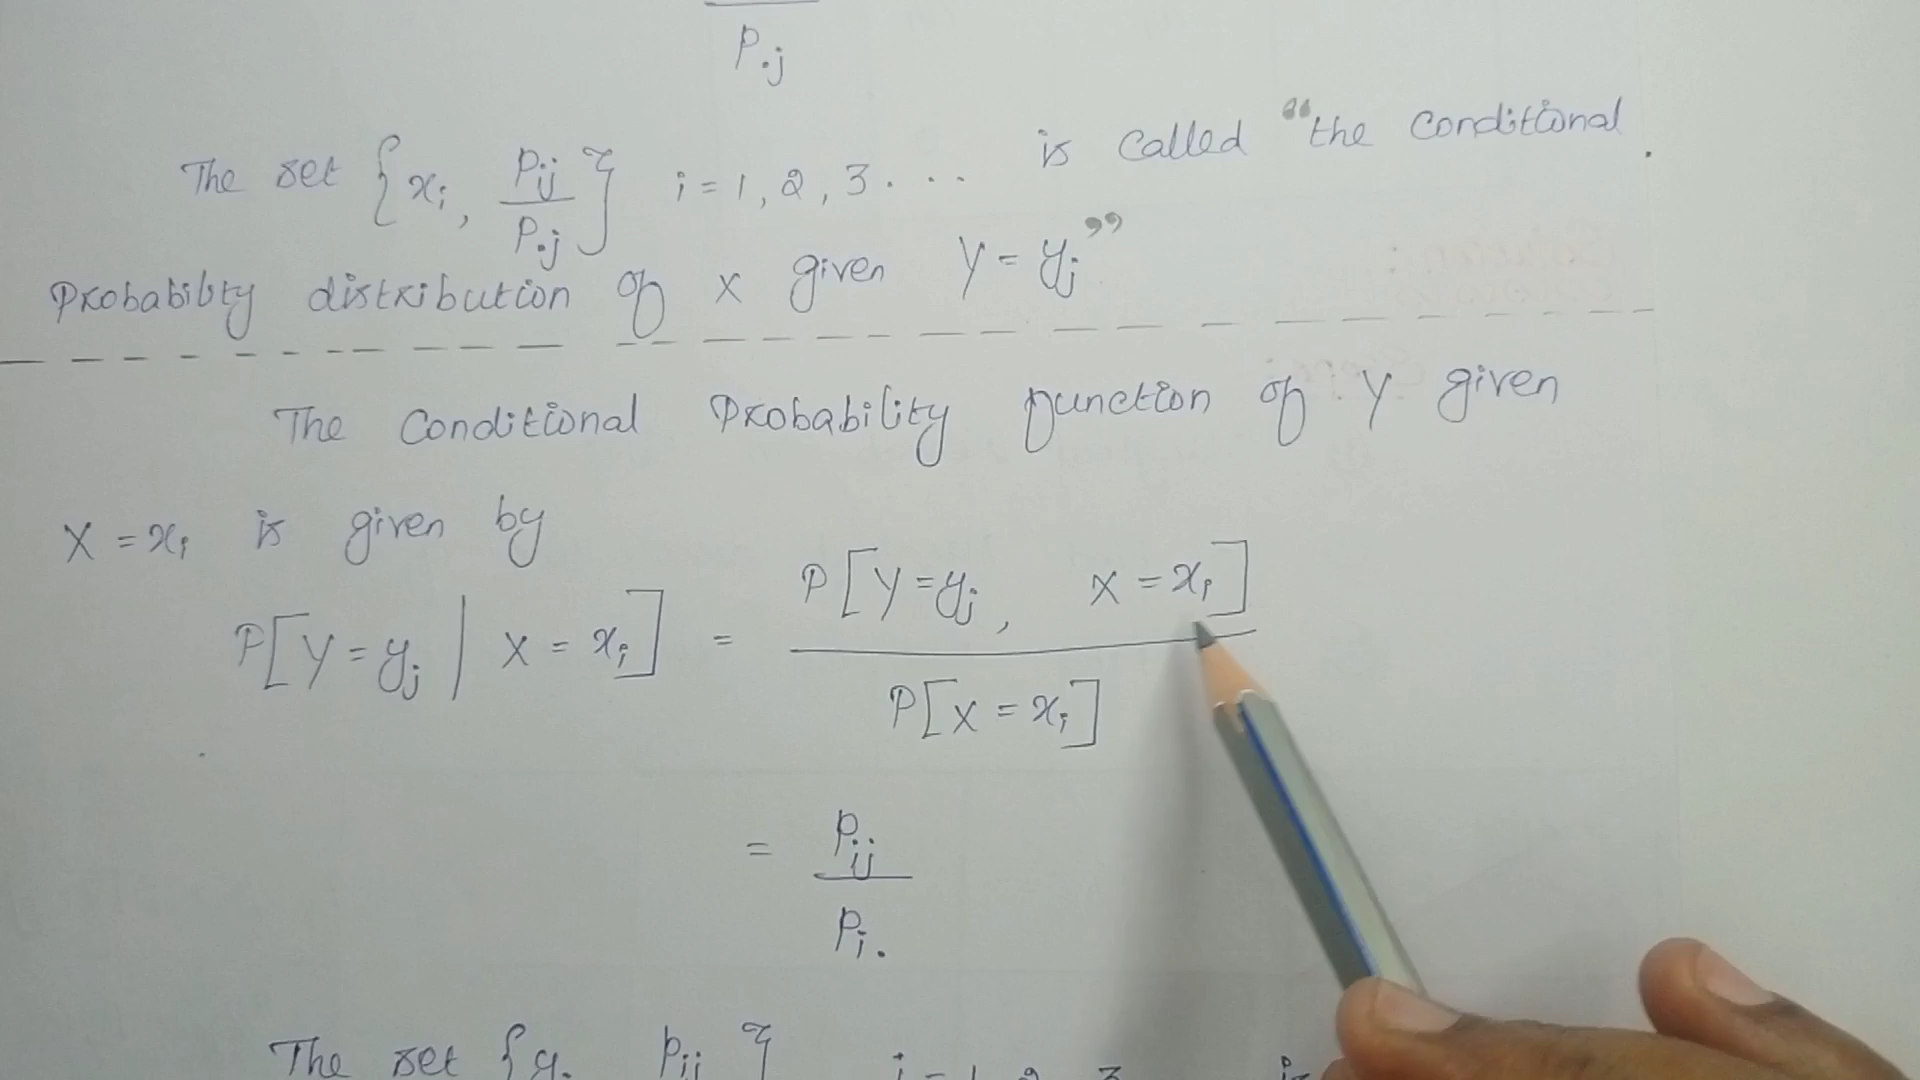 P.j
The set { xi, Pij / P.j } i = 1, 2, 3 . . . is called "the conditional
Probability distribution of X given Y = yj"
The Conditional Probability function of Y given
X = xi is given by
P[Y = yj | X = xi] = P[Y = yj, X = xi] / P[X = xi]
= Pij / Pi.
The set { Pij }